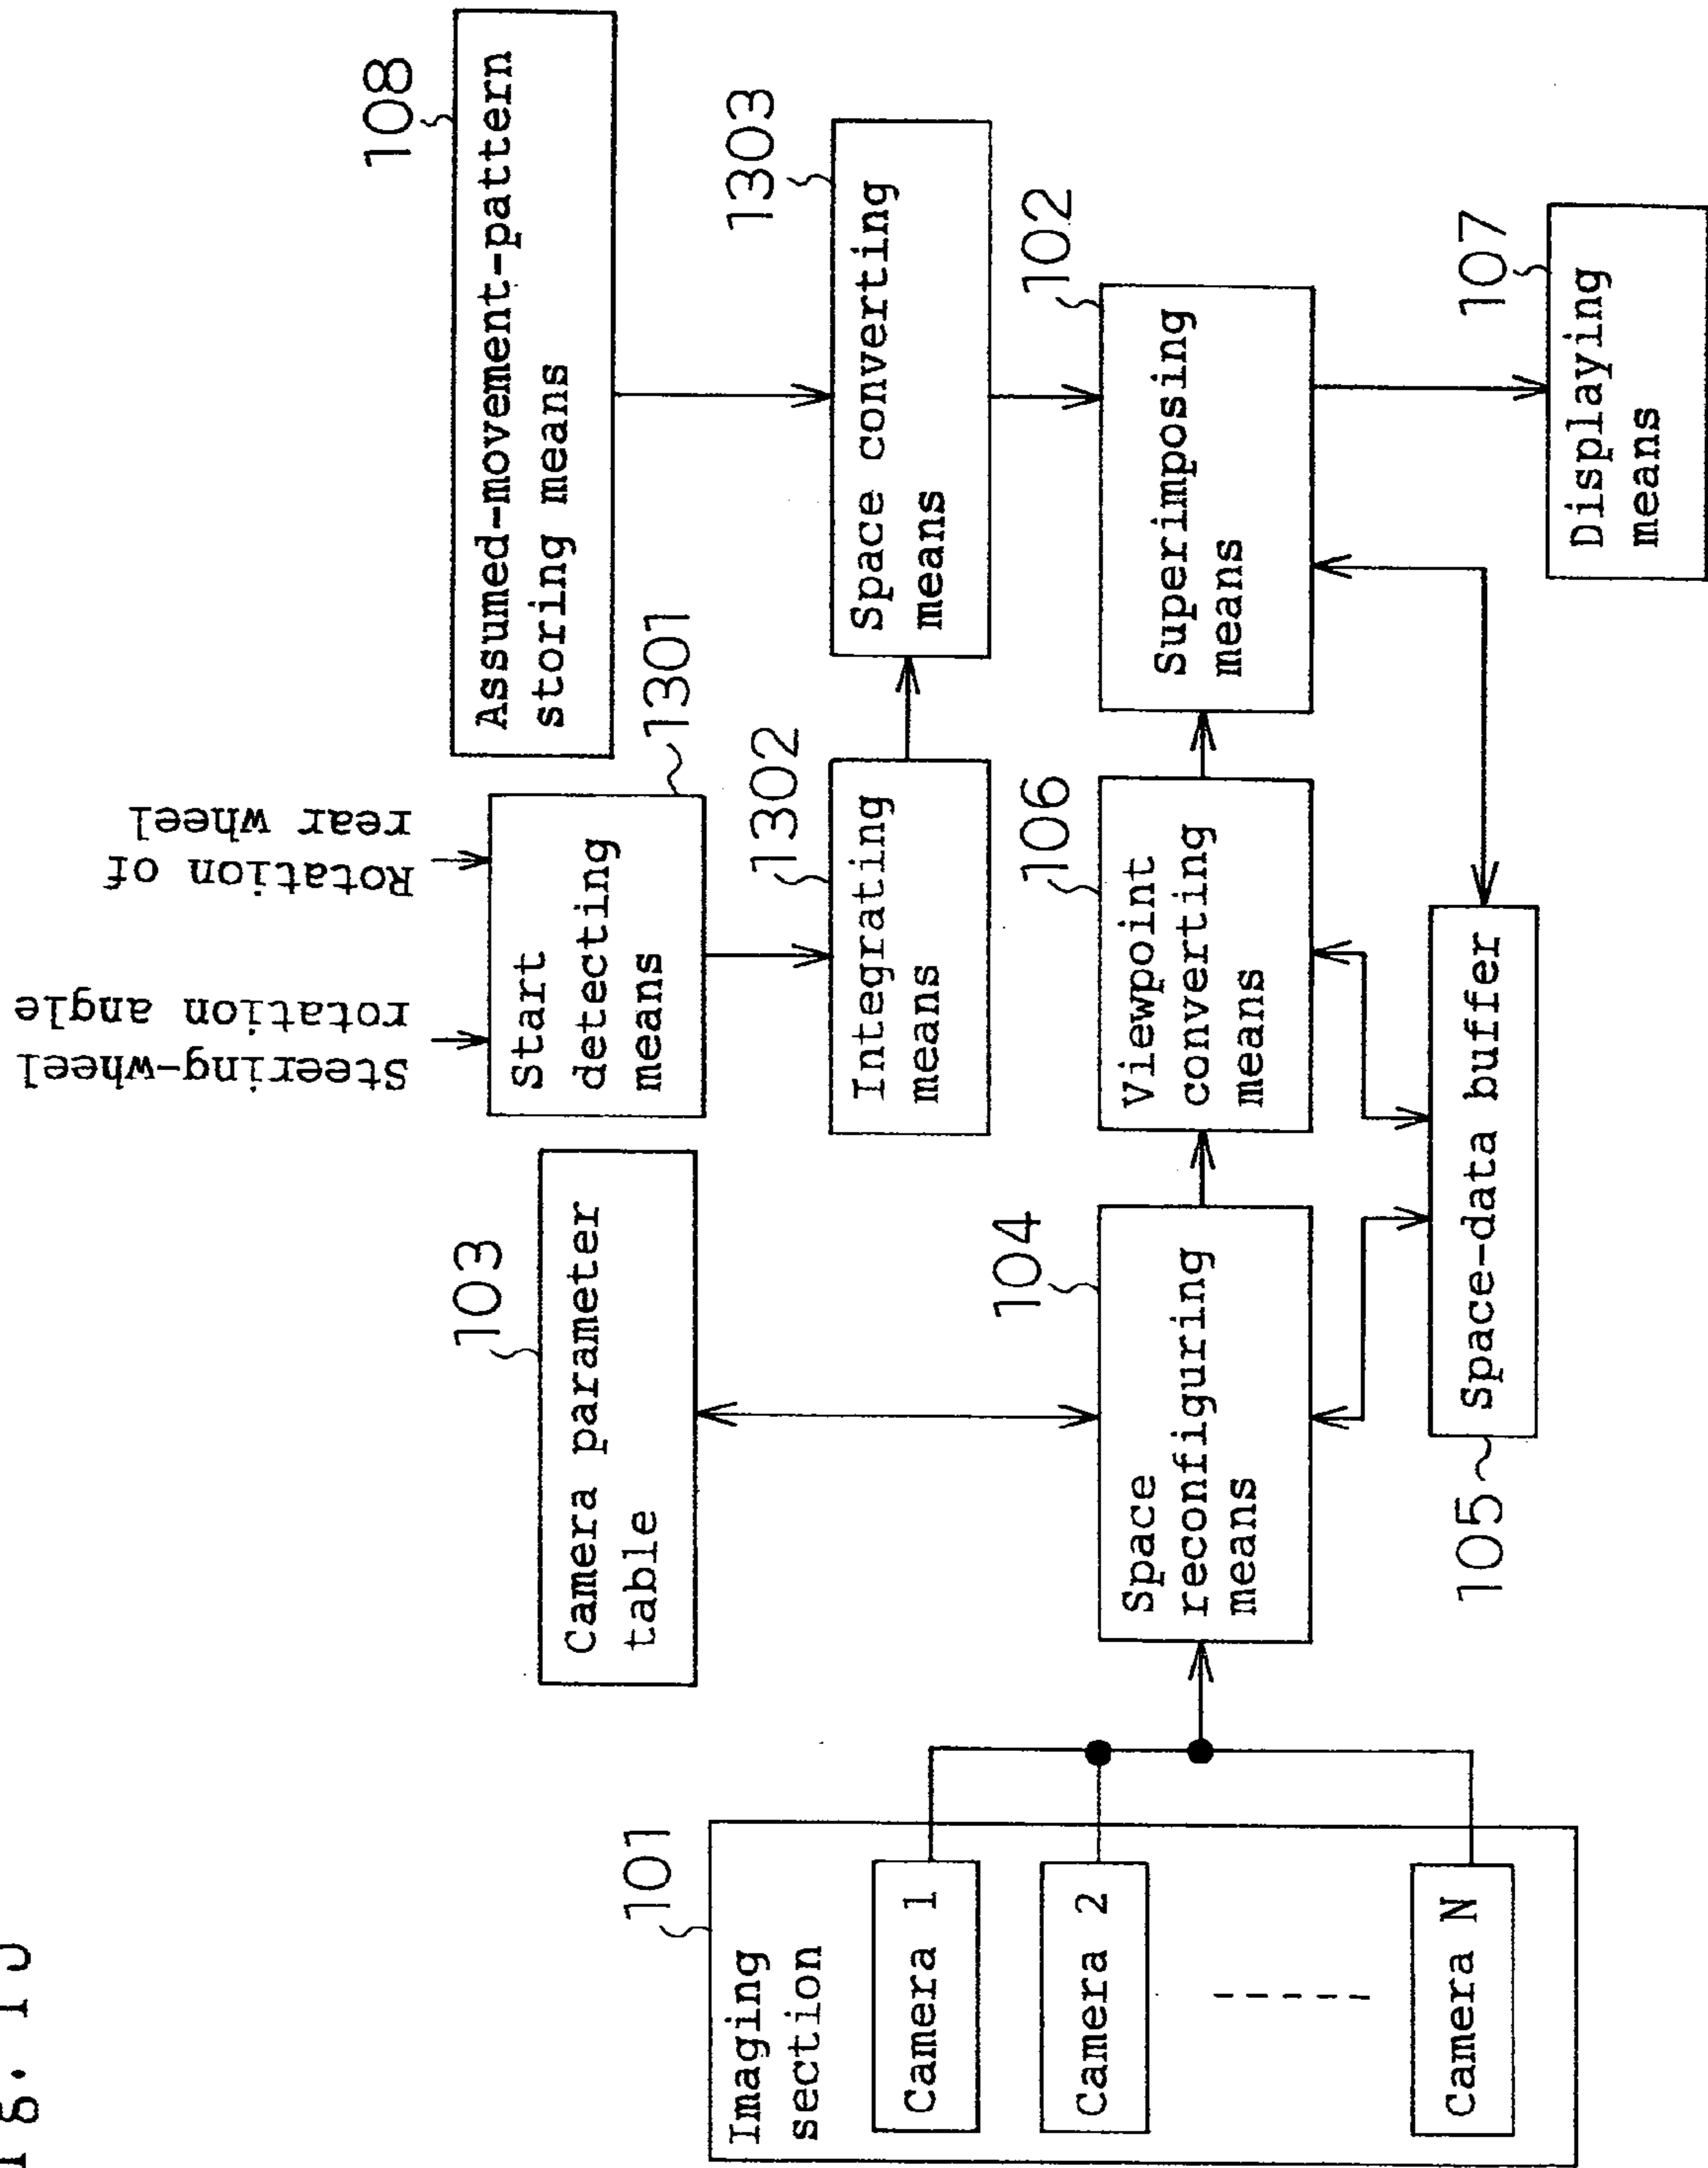 108
Assumed-movement-pattern
storing means
Rotation of
rear wheel
Steering-wheel
rotation angle
1301
Start
detecting
means
103
Camera parameter
table
1303
Space converting
means
1302
Integrating
means
102
Superimposing
means
106
Viewpoint
converting
means
104
Space
reconfiguring
means
101
Imaging
section
Camera 1
Camera 2
Camera N
107
Displaying
means
105
Space-data buffer